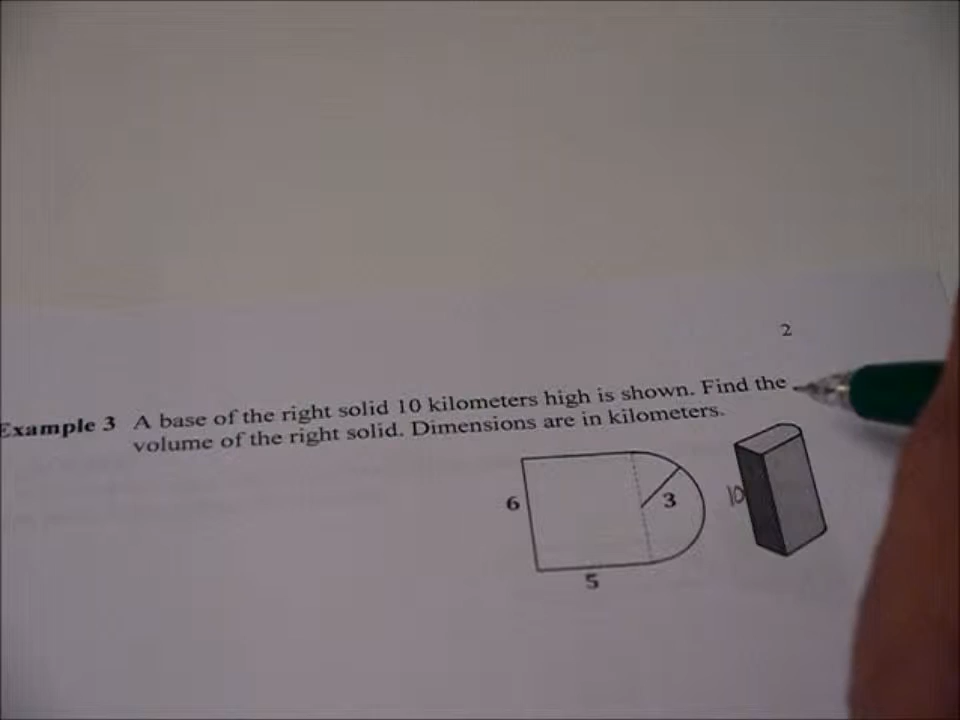 2
Example 3 A base of the right solid 10 kilometers high is shown. Find the
volume of the right solid. Dimensions are in kilometers.
6
3
10
5